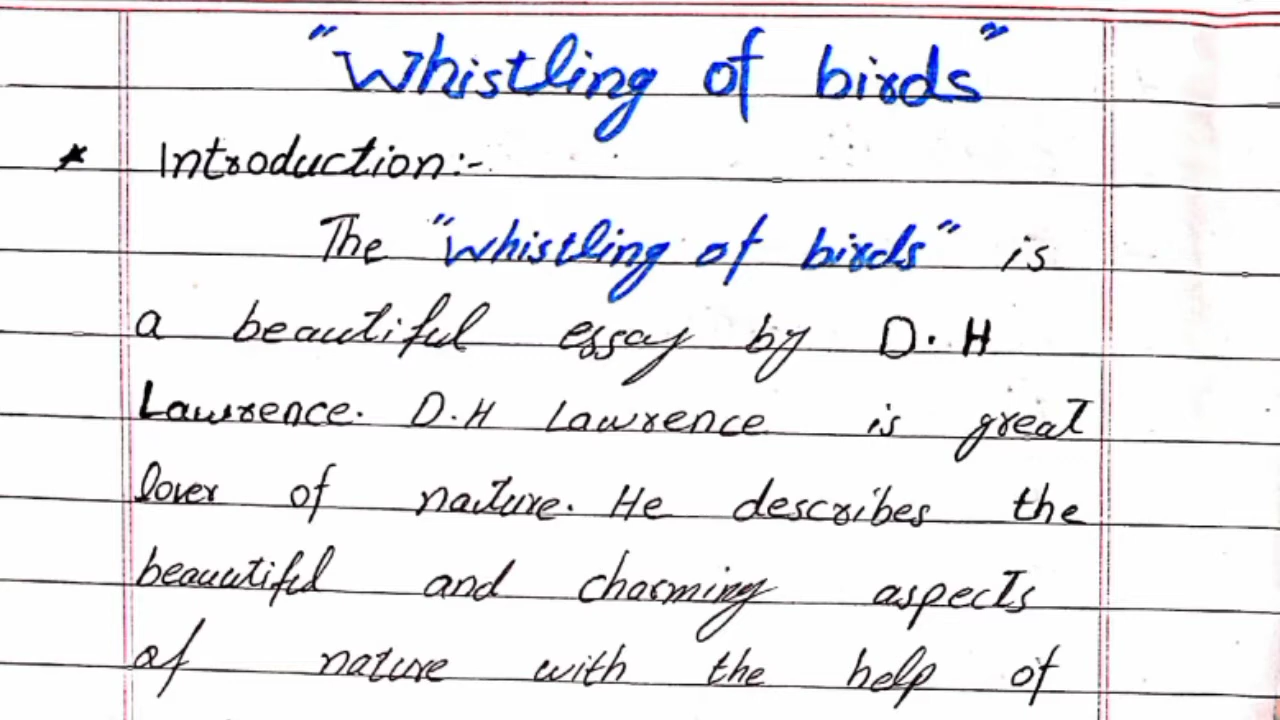 "Whistling of birds"
* Introduction:-
The "Whistling of birds" is
a beautiful essay by D.H
Lawrence. D.H Lawrence is great
lover of nature. He describes the
beauutiful and charming aspects
of nature with the help of